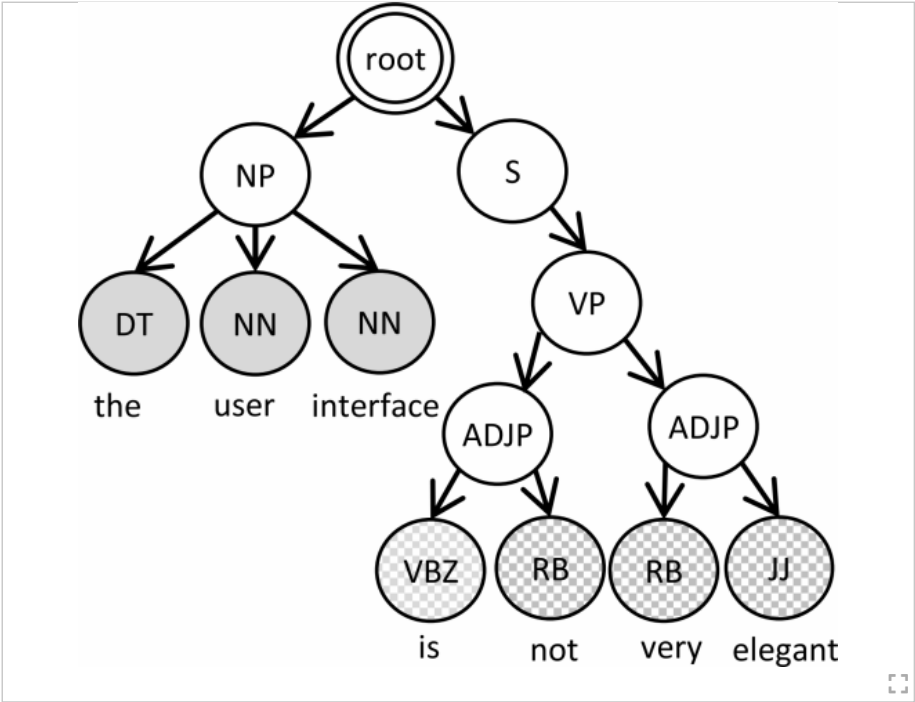 root
NP
S
DT
NN
NN
VP
the
user
interface
ADJP
ADJP
VBZ
RB
RB
JJ
is
not
very
elegant